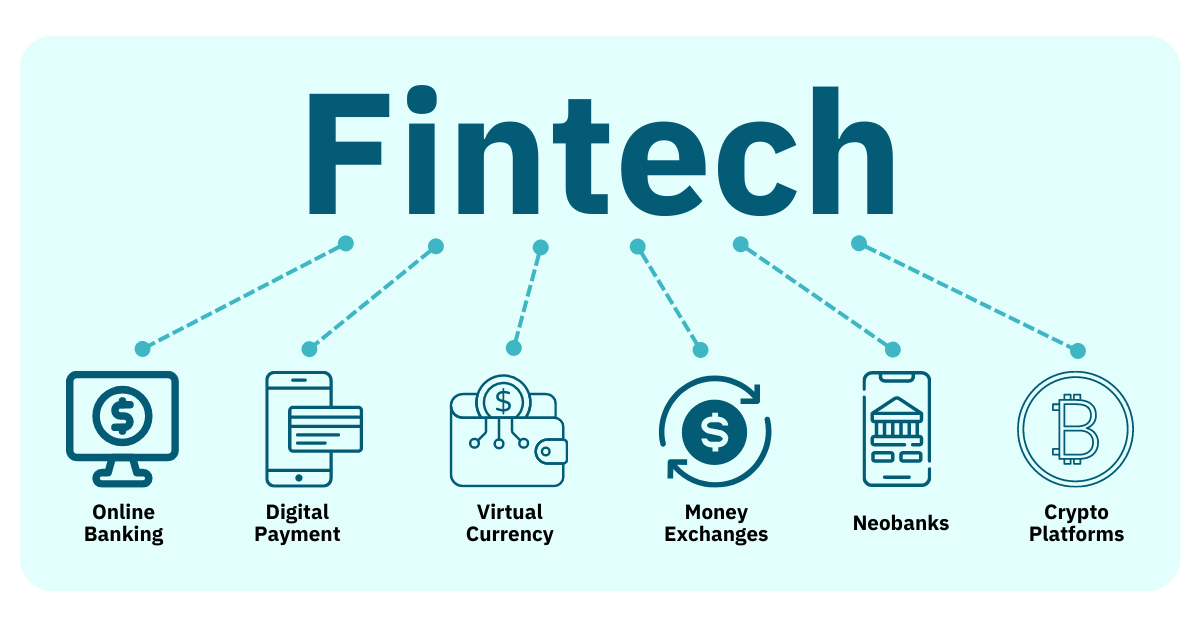 Fintech
Online
Banking
Digital
Payment
Virtual
Currency
Money
Exchanges
Neobanks
Crypto
Platforms